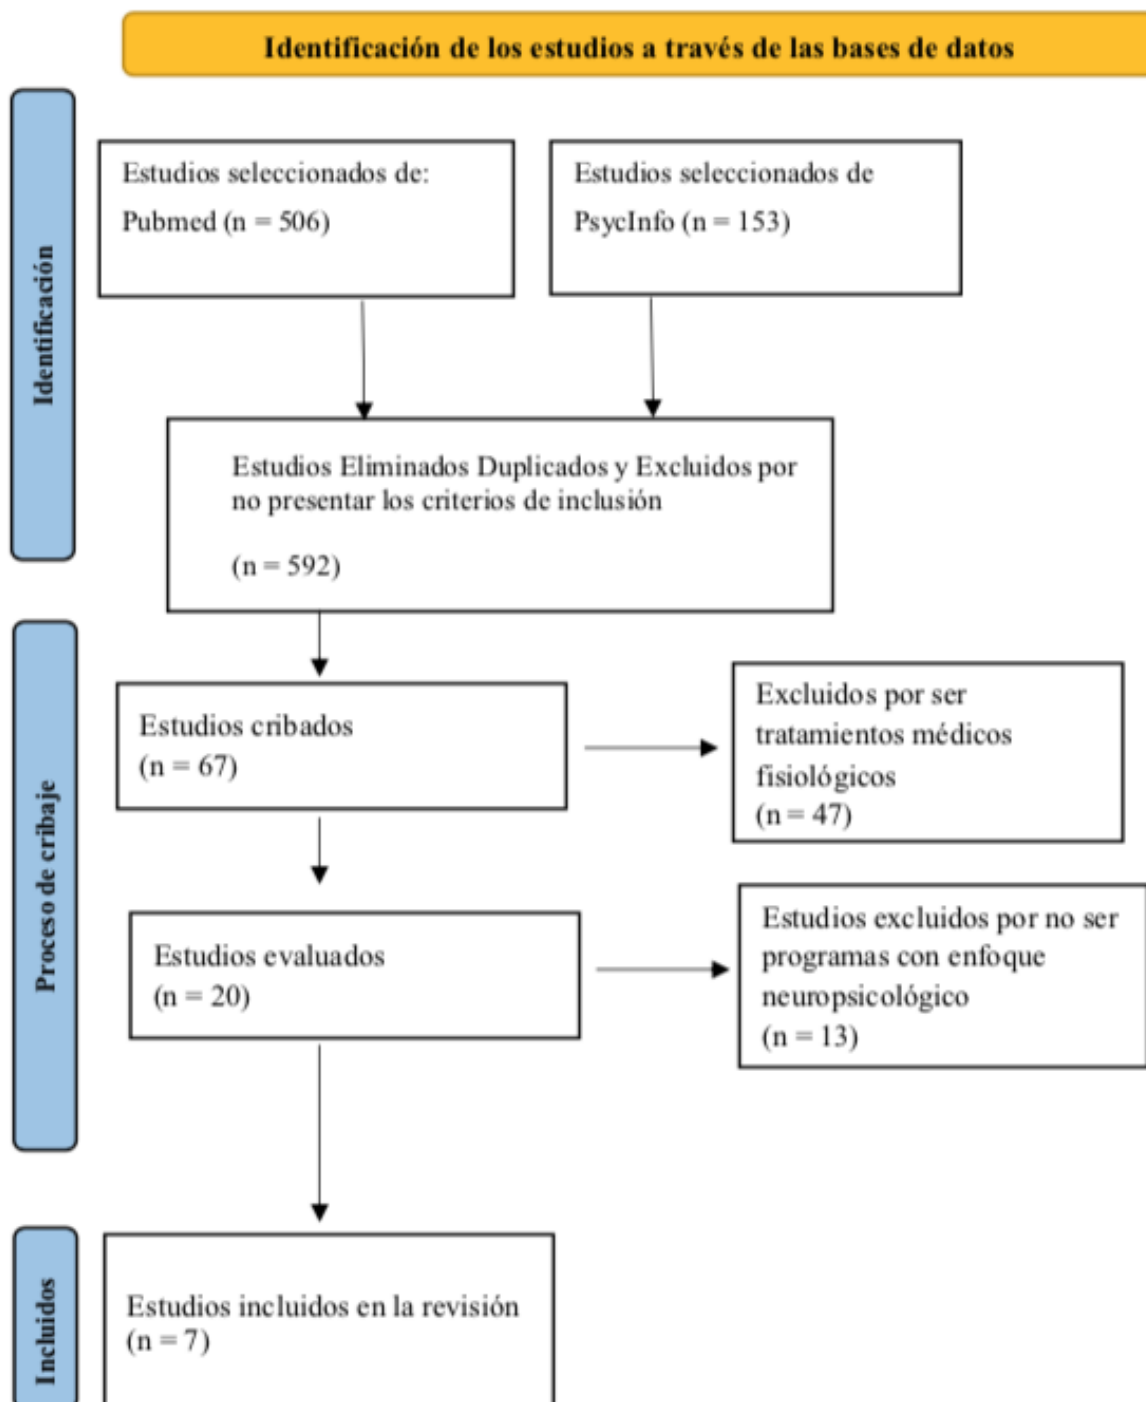 Identificación de los estudios a través de las bases de datos
Identificación
Estudios seleccionados de:
Pubmed (n = 506)
Estudios seleccionados de
PsycInfo (n = 153)
Estudios Eliminados Duplicados y Excluidos por
no presentar los criterios de inclusión
(n = 592)
Proceso de cribaje
Estudios cribados
(n = 67)
Excluidos por ser
tratamientos médicos
fisiológicos
(n = 47)
Estudios evaluados
(n = 20)
Estudios excluidos por no ser
programas con enfoque
neuropsicológico
(n = 13)
Incluidos
Estudios incluidos en la revisión
(n = 7)